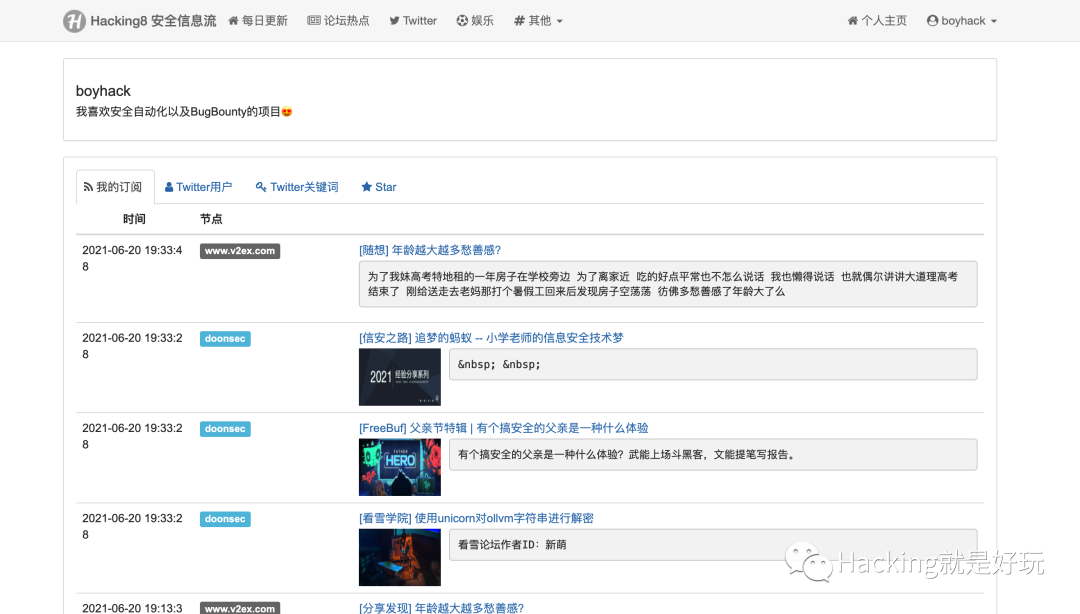 Hacking8 安全信息流 每日更新 论坛热点 Twitter 娱乐 # 其他 个人主页 boyhack
boyhack
我喜欢安全自动化以及BugBounty的项目😍
我的订阅 Twitter用户 Twitter关键词 Star
时间 节点
2021-06-20 19:33:4
8
www.v2ex.com
[随想] 年龄越大越多愁善感?
为了我妹高考特地租的一年房子在学校旁边 为了离家近 吃的好点平常也不怎么说话 我也懒得说话 也就偶尔讲讲大道理高考
结束了 刚给送走去老妈那打个暑假工回来后发现房子空荡荡 彷佛多愁善感了年龄大了么
2021-06-20 19:33:2
8
doonsec
[信安之路] 追梦的蚂蚁 -- 小学老师的信息安全技术梦
2021 经验分享系列
&nbsp; &nbsp;
2021-06-20 19:33:2
8
doonsec
[FreeBuf] 父亲节特辑 | 有个搞安全的父亲是一种什么体验
HERO
有个搞安全的父亲是一种什么体验？武能上场斗黑客，文能提笔写报告。
2021-06-20 19:33:2
8
doonsec
[看雪学院] 使用unicorn对ollvm字符串进行解密
看雪论坛作者ID：新萌
Hacking就是好玩
2021-06-20 19:13:3
www.v2ex.com
[分享发现] 年龄越大越多愁善感?